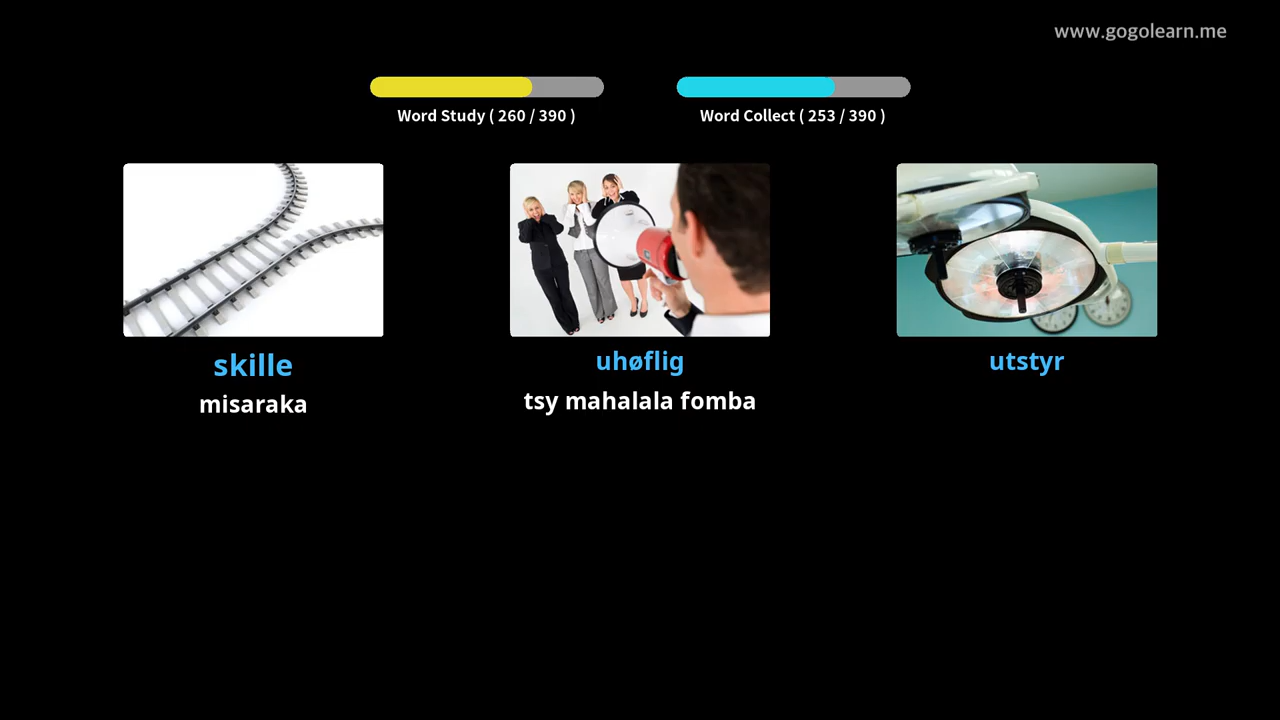 www.gogolearn.me
Word Study ( 260 / 390 )
Word Collect ( 253 / 390 )
skille
misaraka
uhøflig
tsy mahalala fomba
utstyr